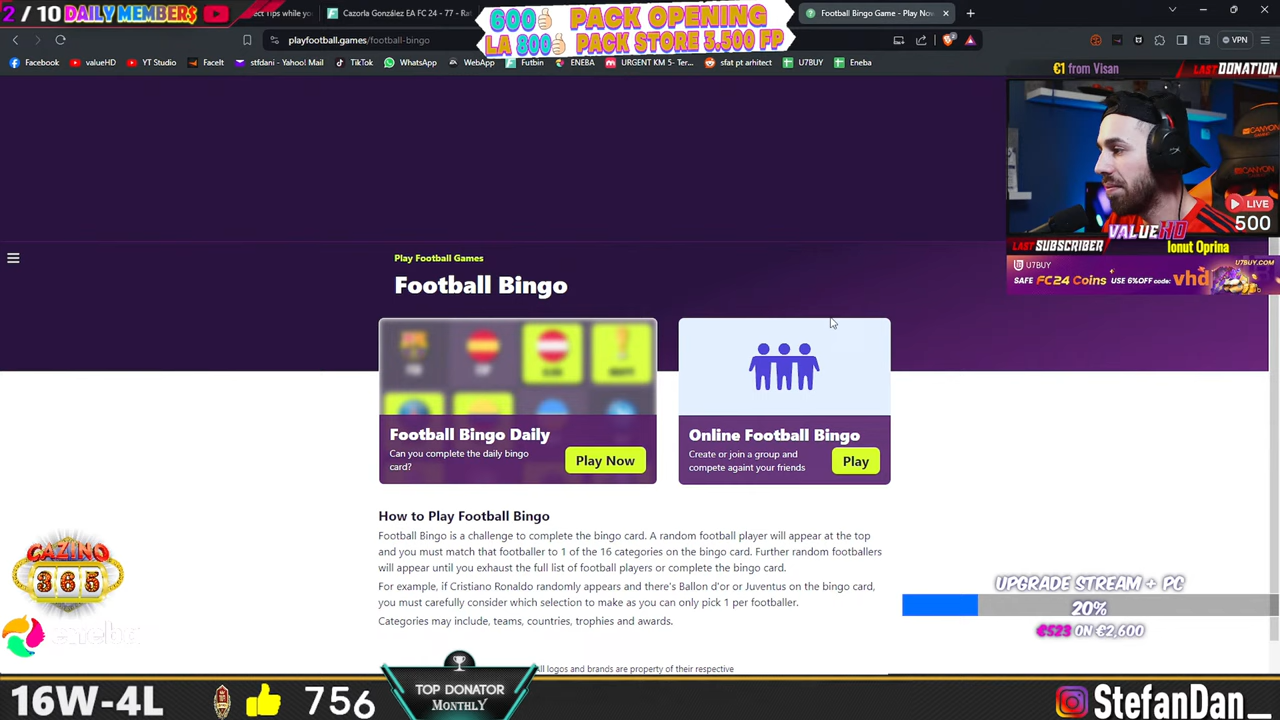 2 / 10 DAILY MEMBERS
Cazorla González EA FC 24 - 77 - Rat
Football Bingo Game - Play Now
600 PACK OPENING
LA 800 PACK STORE 3.500 FP
playfootball.games/football-bingo
VPN
Facebook
valueHD
YT Studio
FaceIt
stfdani - Yahoo! Mail
TikTok
WhatsApp
WebApp
Futbin
ENEBA
URGENT KM 5- Ter...
sfat pt arhitect
U7BUY
Eneba
€1 from Visan
LAST DONATION
LIVE
500
VALUEHD
LAST SUBSCRIBER
Ionut Oprina
U7BUY
U7BUY.COM
SAFE FC24 COINS USE 6%OFF code: vhd
Play Football Games
Football Bingo
Football Bingo Daily
Can you complete the daily bingo
card?
Play Now
Online Football Bingo
Create or join a group and
compete againt your friends
Play
How to Play Football Bingo
Football Bingo is a challenge to complete the bingo card. A random football player will appear at the top
and you must match that footballer to 1 of the 16 categories on the bingo card. Further random footballers
will appear until you exhaust the full list of football players or complete the bingo card.
For example, if Cristiano Ronaldo randomly appears and there's Ballon d'or or Juventus on the bingo card,
you must carefully consider which selection to make as you can only pick 1 per footballer.
Categories may include, teams, countries, trophies and awards.
All logos and brands are property of their respective
CAZINO
365
eneba
UPGRADE STREAM + PC
20%
€523 ON €2,600
16W-4L
756
TOP DONATOR
MONTHLY
StefanDan_